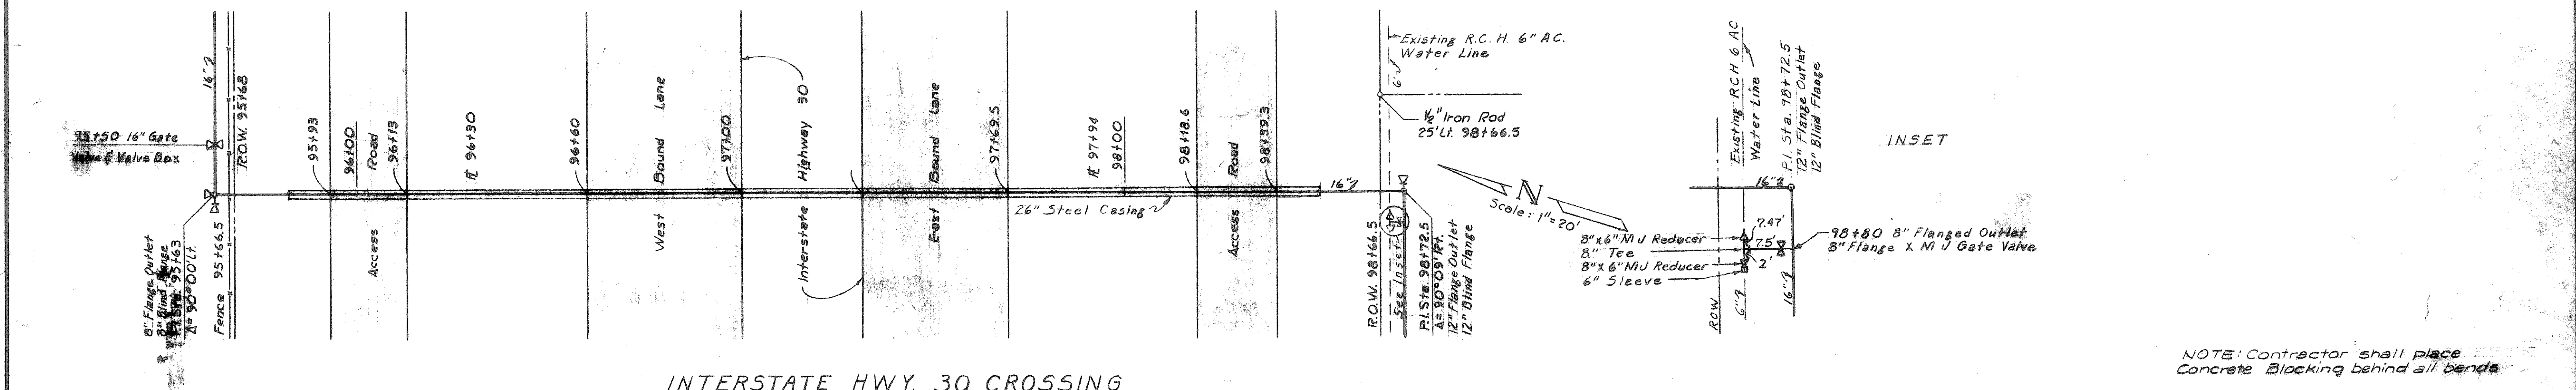 16"
95+50 16" Gate
Valve & Valve Box
R.O.W. 95+68
8" Flange Outlet
8" Blind Flange
P.I. Sta. 95+63
Δ= 90°00' Lt.
Fence 95+66.5
95+93
96+00
Access Road
96+13
℄ 96+30
96+60
West Bound Lane
97+00
Interstate Highway 30
East Bound Lane
97+69.5
26" Steel Casing
℄ 97+94
98+00
98+18.6
Access Road
98+39.3
16"
Existing R.C.H. 6" AC.
Water Line
6"
1/2" Iron Rod
25' Lt. 98+66.5
N
Scale: 1"=20'
R.O.W. 98+66.5
See Inset
P.I. Sta. 98+72.5
Δ= 90°09' Rt.
12" Flange Outlet
12" Blind Flange
INTERSTATE HWY. 30 CROSSING
Existing RCH 6 AC
Water Line
P.I. Sta. 98+72.5
12" Flange Outlet
12" Blind Flange
INSET
16"
7.47'
7.5'
2'
8"x6" MJ Reducer
8" Tee
8"x6" MJ Reducer
6" Sleeve
98+80 8" Flanged Outlet
8" Flange X MJ Gate Valve
ROW
6"
16"
NOTE: Contractor shall place
Concrete Blocking behind all bends